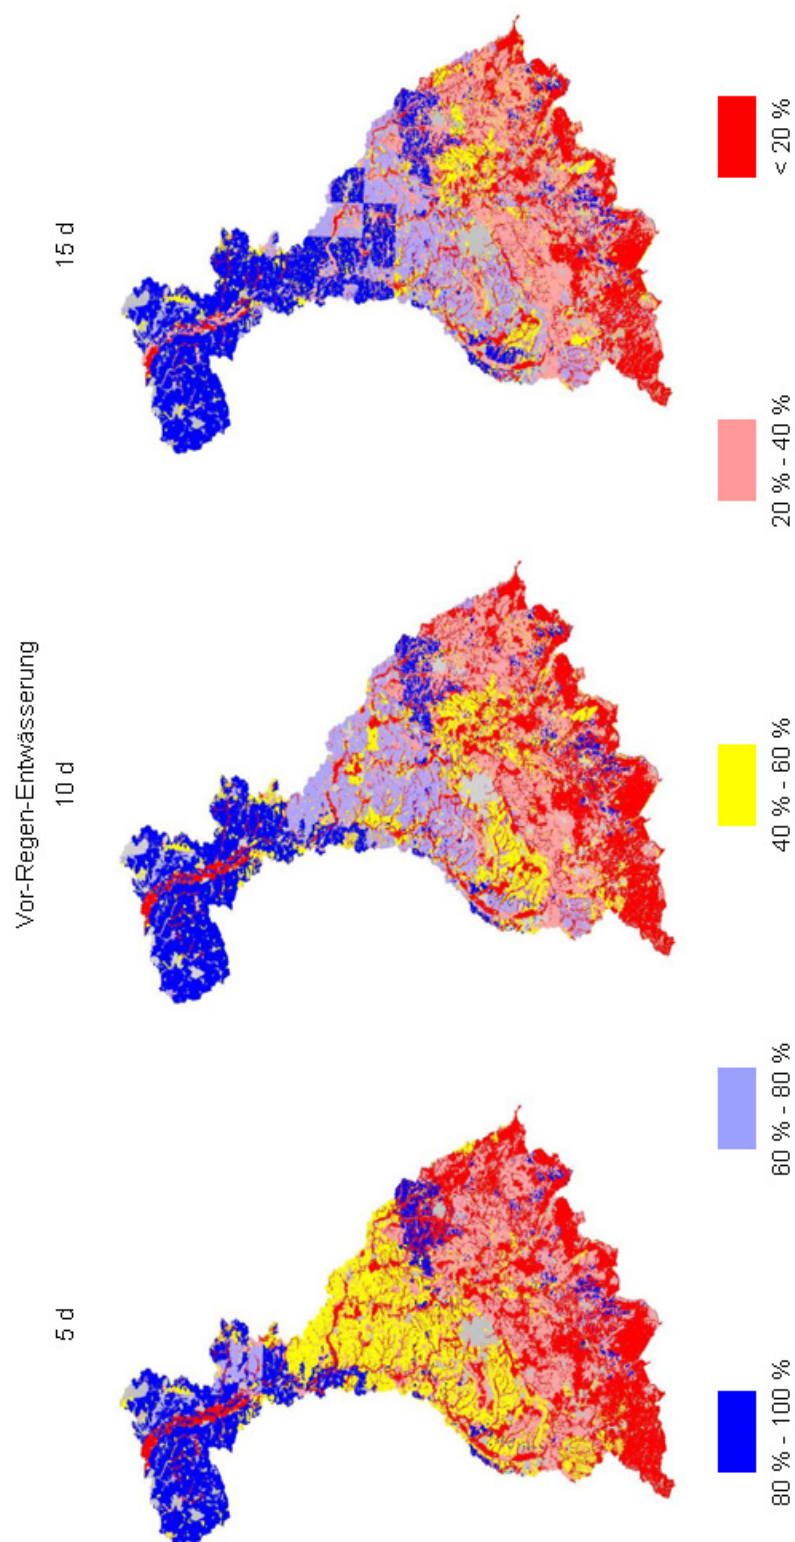 Vor-Regen-Entwässerung
5 d
10 d
15 d
80 % - 100 %
60 % - 80 %
40 % - 60 %
20 % - 40 %
< 20 %